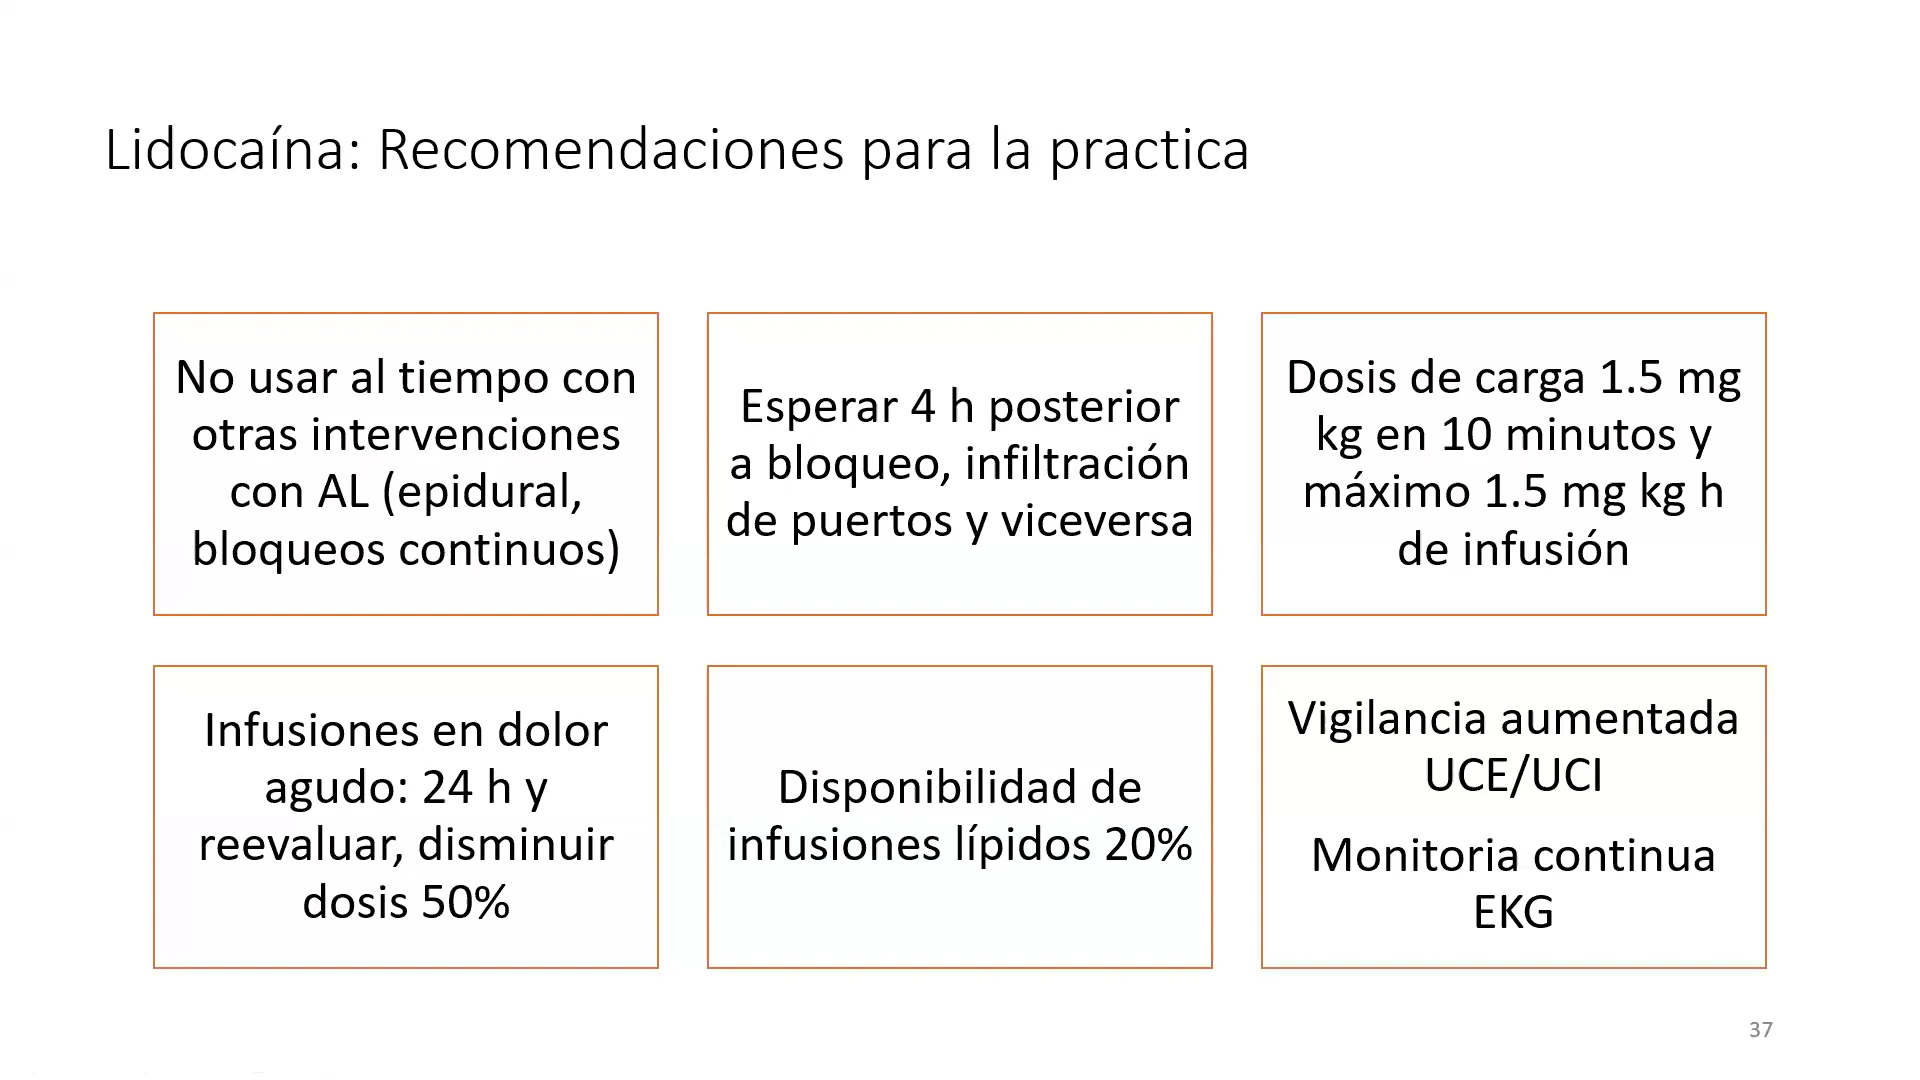 Lidocaína: Recomendaciones para la practica
No usar al tiempo con
otras intervenciones
con AL (epidural,
bloqueos continuos)
Esperar 4 h posterior
a bloqueo, infiltración
de puertos y viceversa
Dosis de carga 1.5 mg
kg en 10 minutos y
máximo 1.5 mg kg h
de infusión
Infusiones en dolor
agudo: 24 h y
reevaluar, disminuir
dosis 50%
Disponibilidad de
infusiones lípidos 20%
Vigilancia aumentada
UCE/UCI
Monitoria continua
EKG
37